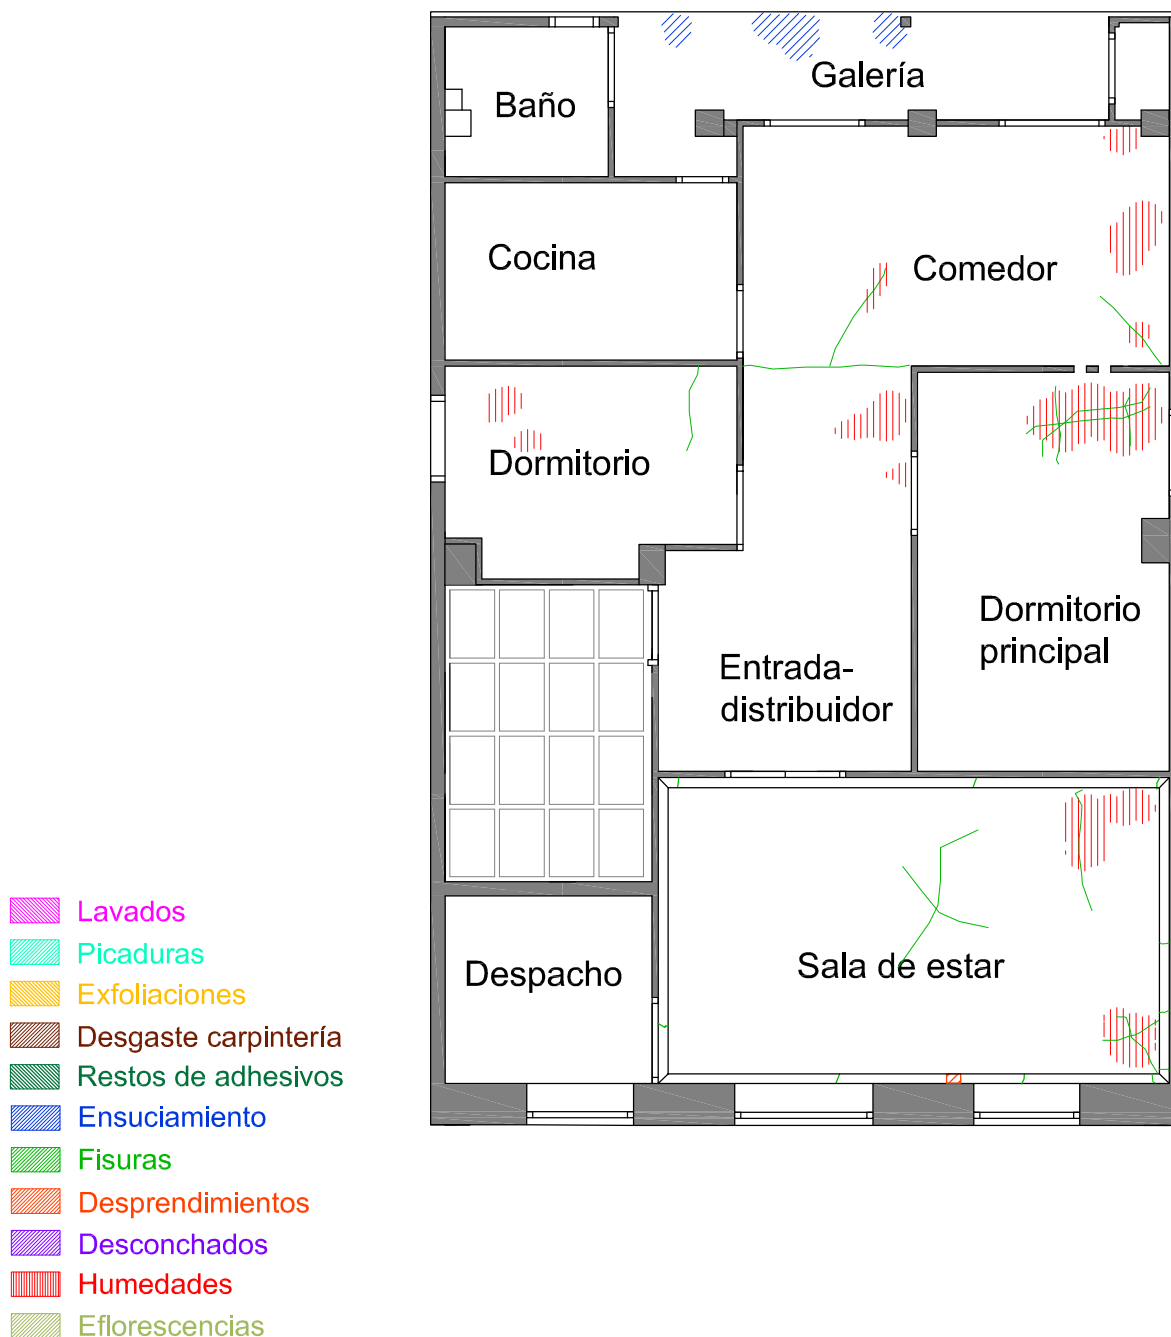 Galería
Baño
Cocina
Comedor
Dormitorio
Dormitorio
principal
Entrada-
distribuidor
Despacho
Sala de estar
Lavados
Picaduras
Exfoliaciones
Desgaste carpintería
Restos de adhesivos
Ensuciamiento
Fisuras
Desprendimientos
Desconchados
Humedades
Eflorescencias